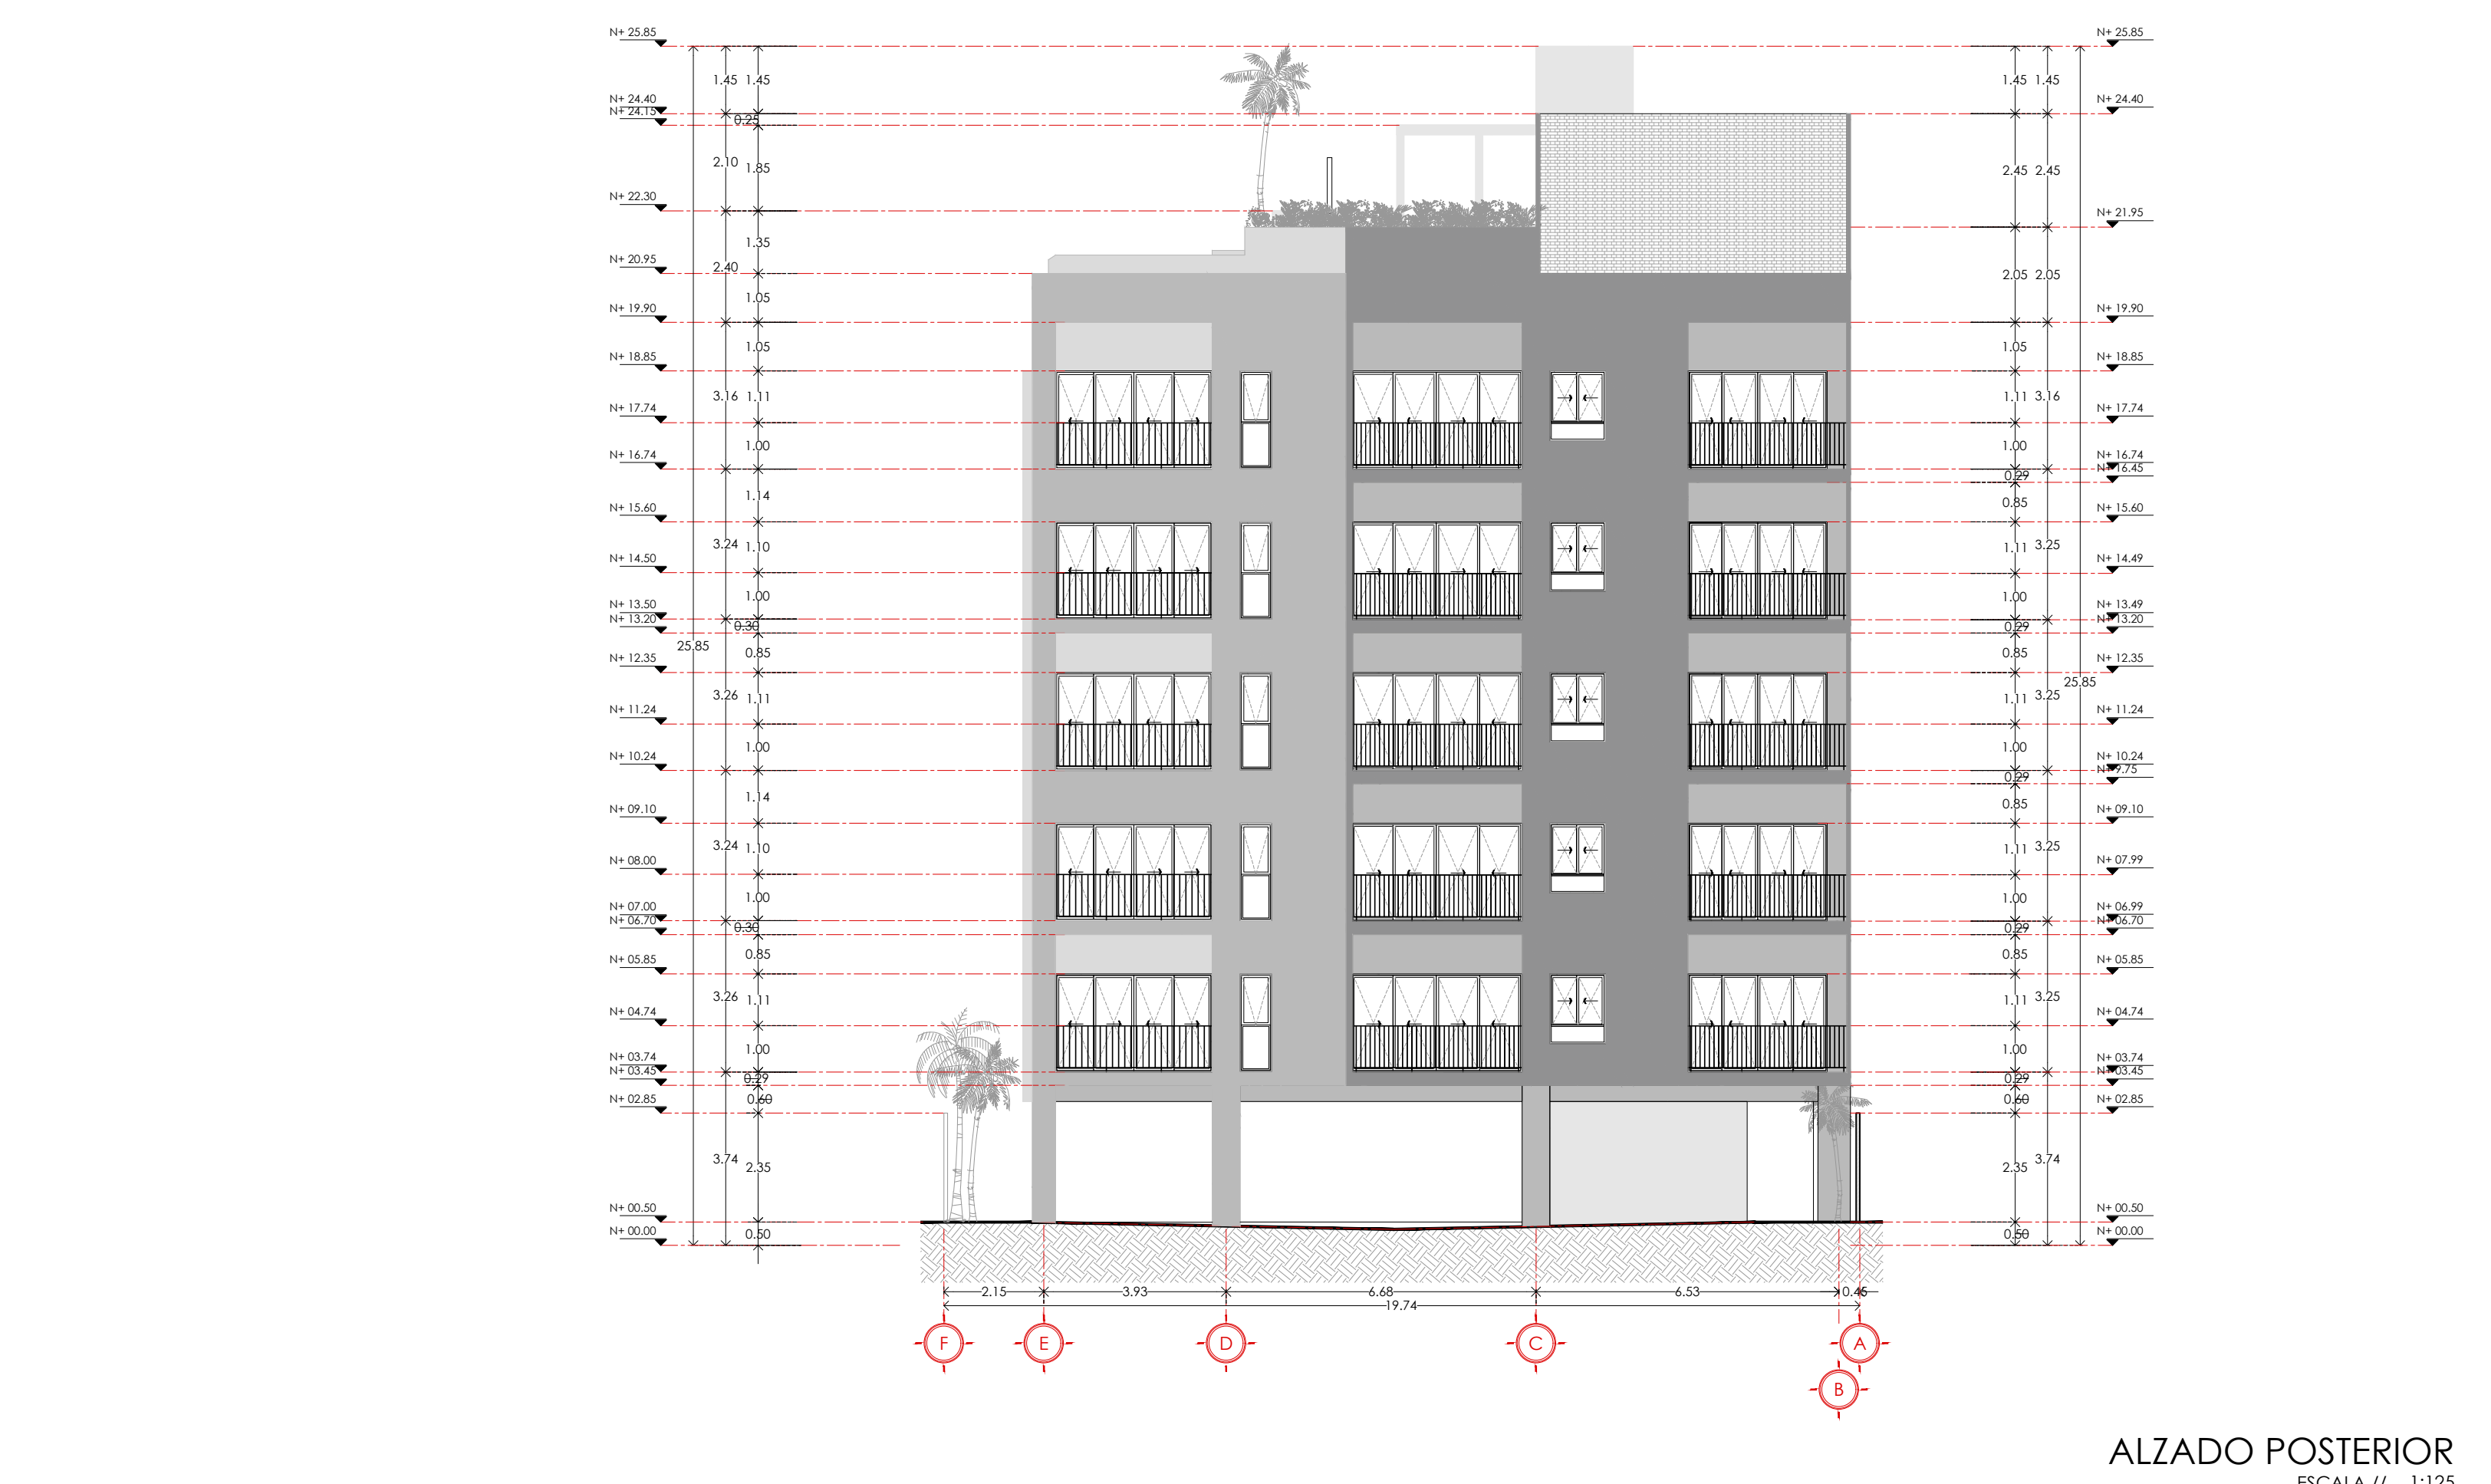 N+ 25.85
N+ 24.40
N+ 24.15
N+ 22.30
N+ 20.95
N+ 19.90
N+ 18.85
N+ 17.74
N+ 16.74
N+ 15.60
N+ 14.50
N+ 13.50
N+ 13.20
N+ 12.35
N+ 11.24
N+ 10.24
N+ 09.10
N+ 08.00
N+ 07.00
N+ 06.70
N+ 05.85
N+ 04.74
N+ 03.74
N+ 03.45
N+ 02.85
N+ 00.50
N+ 00.00
25.85
1.45
2.10
2.40
3.16
3.24
3.26
3.24
3.26
3.74
1.45
0.25
1.85
1.35
1.05
1.05
1.11
1.00
1.14
1.10
1.00
0.30
0.85
1.11
1.00
1.14
1.10
1.00
0.30
0.85
1.11
1.00
0.29
0.60
2.35
0.50
1.45
2.45
2.05
1.05
1.11
1.00
0.29
0.85
1.11
1.00
0.29
0.85
1.11
1.00
0.29
0.85
1.11
1.00
0.29
0.85
1.11
1.00
0.29
0.60
2.35
0.50
1.45
2.45
2.05
3.16
3.25
3.25
3.25
3.25
3.74
25.85
N+ 25.85
N+ 24.40
N+ 21.95
N+ 19.90
N+ 18.85
N+ 17.74
N+ 16.74
N+ 16.45
N+ 15.60
N+ 14.49
N+ 13.49
N+ 13.20
N+ 12.35
N+ 11.24
N+ 10.24
N+ 9.75
N+ 09.10
N+ 07.99
N+ 06.99
N+ 06.70
N+ 05.85
N+ 04.74
N+ 03.74
N+ 03.45
N+ 02.85
N+ 00.50
N+ 00.00
2.15 3.93 6.68 6.53 0.45
19.74
F E D C A
B
ALZADO POSTERIOR
ESCALA // 1:125